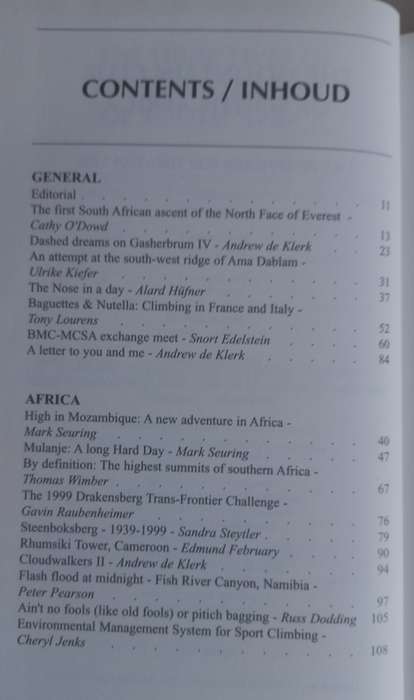 CONTENTS / INHOUD
GENERAL
Editorial . . . . . . . . . . 11
The first South African ascent of the North Face of Everest -
Cathy O'Dowd . . . . . . . . . 13
Dashed dreams on Gasherbrum IV - Andrew de Klerk . . 23
An attempt at the south-west ridge of Ama Dablam -
Ulrike Kiefer . . . . . . . . . 31
The Nose in a day - Alard Hüfner . . . . . 37
Baguettes & Nutella: Climbing in France and Italy -
Tony Lourens . . . . . . . . . 52
BMC-MCSA exchange meet - Snort Edelstein . . . 60
A letter to you and me - Andrew de Klerk . . . . 84
AFRICA
High in Mozambique: A new adventure in Africa -
Mark Seuring . . . . . . . . . 40
Mulanje: A long Hard Day - Mark Seuring . . . . 47
By definition: The highest summits of southern Africa -
Thomas Wimber . . . . . . . . . 67
The 1999 Drakensberg Trans-Frontier Challenge -
Gavin Raubenheimer . . . . . . . . 76
Steenboksberg - 1939-1999 - Sandra Steytler . . . . 79
Rhumsiki Tower, Cameroon - Edmund February . . . 90
Cloudwalkers II - Andrew de Klerk . . . . . 94
Flash flood at midnight - Fish River Canyon, Namibia -
Peter Pearson . . . . . . . . . 97
Ain't no fools (like old fools) or pitich bagging - Russ Dodding 105
Environmental Management System for Sport Climbing -
Cheryl Jenks . . . . . . . . . 108